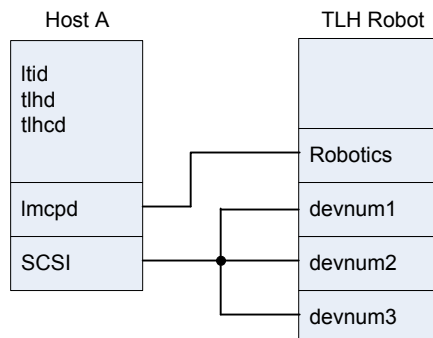 Host A
TLH Robot
ltid
tlhd
tlhcd
Robotics
lmcpd
devnum1
SCSI
devnum2
devnum3